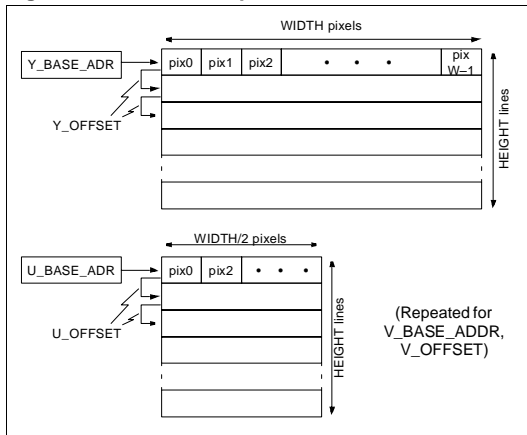 WIDTH pixels
Y_BASE_ADR
pix0 pix1 pix2 • • • pix
W–1
Y_OFFSET
HEIGHT lines
WIDTH/2 pixels
U_BASE_ADR
pix0 pix2 • • •
U_OFFSET
HEIGHT lines
(Repeated for
V_BASE_ADDR,
V_OFFSET)